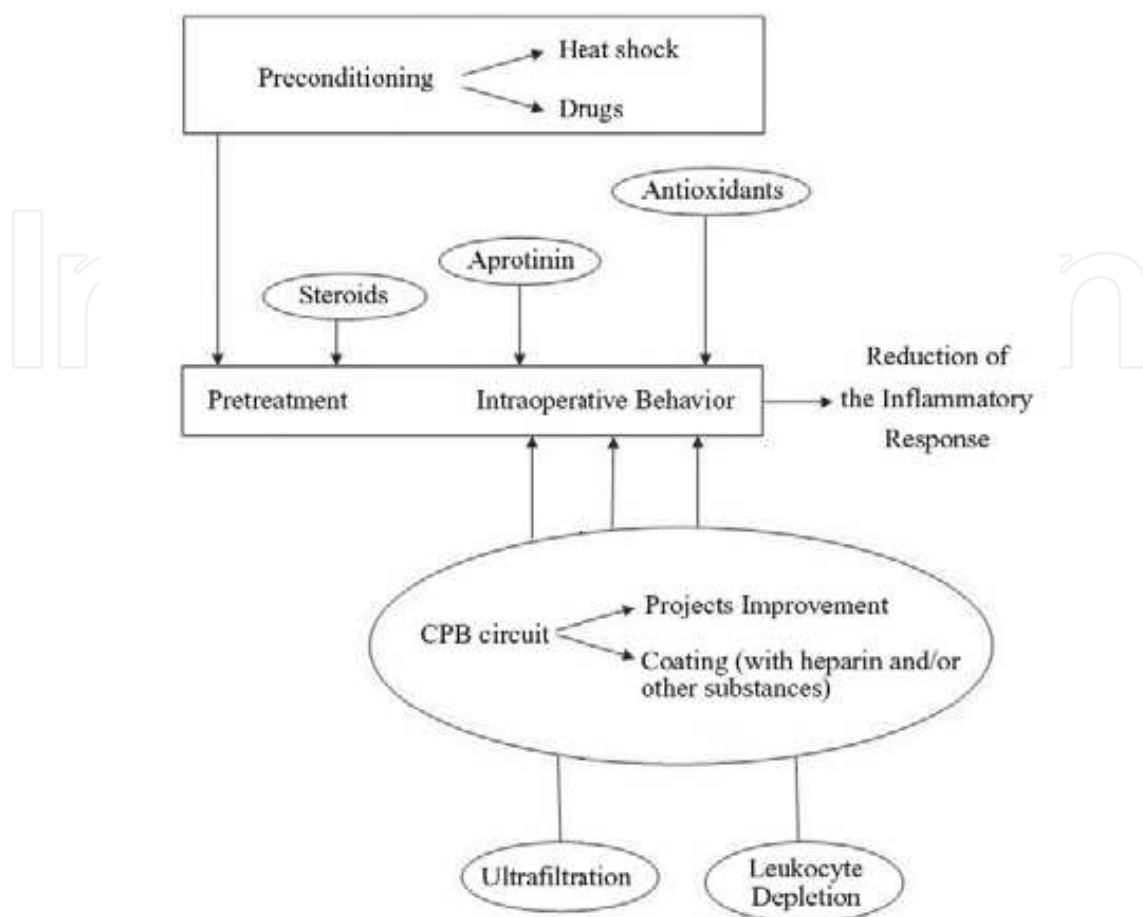 Heat shock
Preconditioning
Drugs
Antioxidants
Aprotinin
Steroids
Pretreatment Intraoperative Behavior
Reduction of
the Inflammatory
Response
Projects Improvement
CPB circuit
Coating (with heparin and/or
other substances)
Ultrafiltration
Leukocyte
Depletion